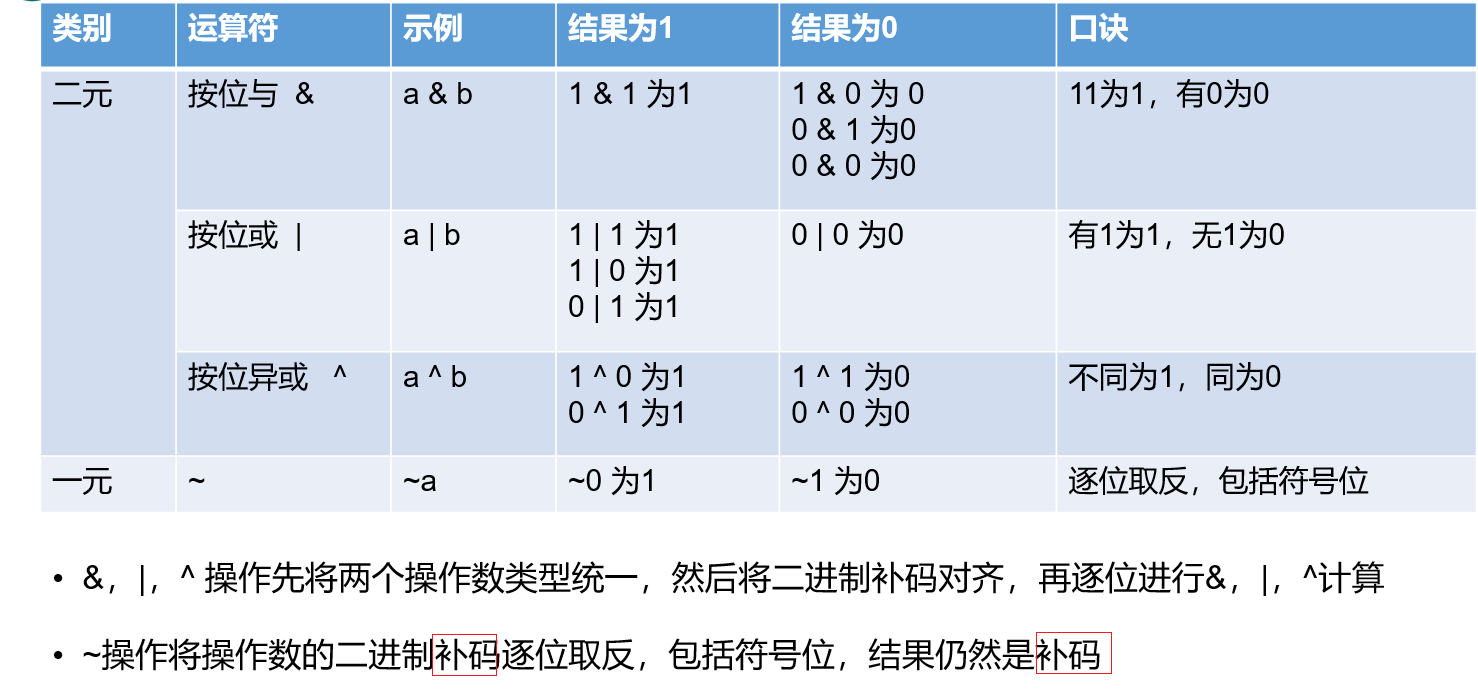 类别 运算符 示例 结果为1 结果为0 口诀
二元 按位与 & a & b 1 & 1 为1 1 & 0 为 0 11为1，有0为0
0 & 1 为0
0 & 0 为0
按位或 | a | b 1 | 1 为1 0 | 0 为0 有1为1，无1为0
1 | 0 为1
0 | 1 为1
按位异或 ^ a ^ b 1 ^ 0 为1 1 ^ 1 为0 不同为1，同为0
0 ^ 1 为1 0 ^ 0 为0
一元 ~ ~a ~0 为1 ~1 为0 逐位取反，包括符号位
• &，|，^ 操作先将两个操作数类型统一，然后将二进制补码对齐，再逐位进行&，|，^计算
• ~操作将操作数的二进制补码逐位取反，包括符号位，结果仍然是补码